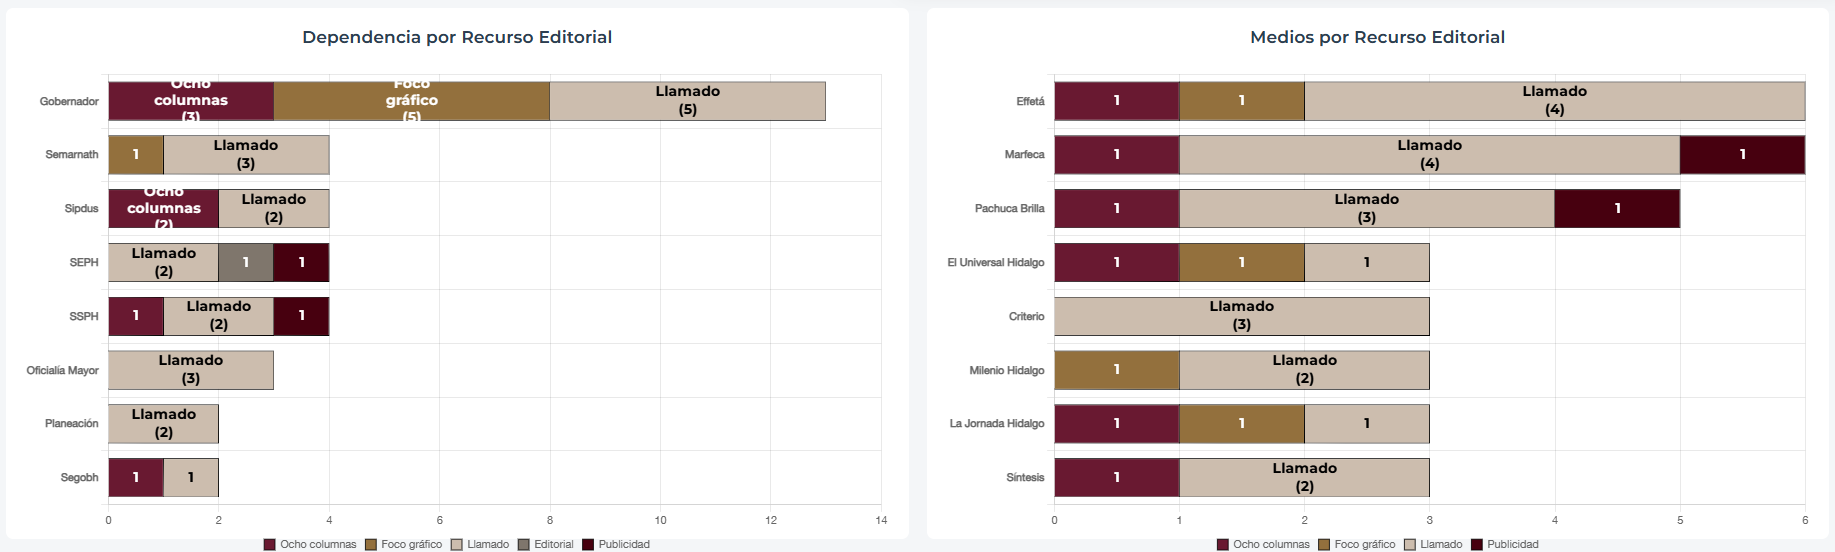 Dependencia por Recurso Editorial
Gobernador
Ocho
columnas
(3)
Foco
gráfico
(5)
Llamado
(5)
Semarnath
1
Llamado
(3)
Sipdus
Ocho
columnas
(2)
Llamado
(2)
SEPH
Llamado
(2)
1
1
SSPH
1
Llamado
(2)
1
Oficialía Mayor
Llamado
(3)
Planeación
Llamado
(2)
Segobh
1
1
0 2 4 6 8 10 12 14
Ocho columnas Foco gráfico Llamado Editorial Publicidad
Medios por Recurso Editorial
Effetá
1
1
Llamado
(4)
Marfeca
1
Llamado
(4)
1
Pachuca Brilla
1
Llamado
(3)
1
El Universal Hidalgo
1
1
1
Criterio
Llamado
(3)
Milenio Hidalgo
1
Llamado
(2)
La Jornada Hidalgo
1
1
1
Síntesis
1
Llamado
(2)
0 1 2 3 4 5 6
Ocho columnas Foco gráfico Llamado Publicidad